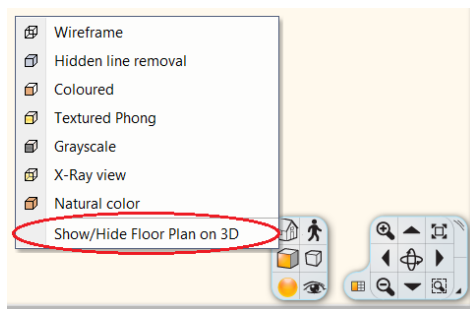 Wireframe
Hidden line removal
Coloured
Textured Phong
Grayscale
X-Ray view
Natural color
Show/Hide Floor Plan on 3D